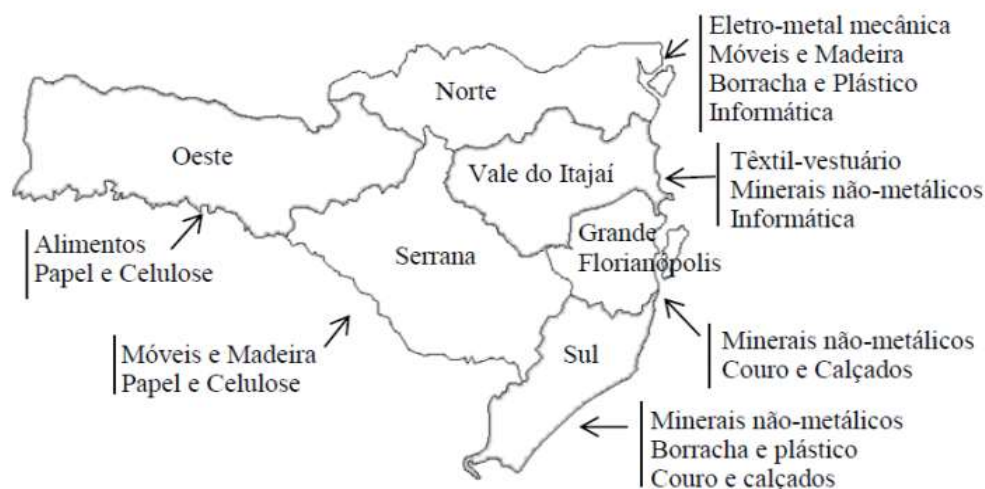 Eletro-metal mecânica
Móveis e Madeira
Borracha e Plástico
Informática
Norte
Oeste
Vale do Itajaí
Têxtil-vestuário
Minerais não-metálicos
Informática
Alimentos
Papel e Celulose
Serrana
Grande
Florianópolis
Móveis e Madeira
Papel e Celulose
Sul
Minerais não-metálicos
Couro e Calçados
Minerais não-metálicos
Borracha e plástico
Couro e calçados